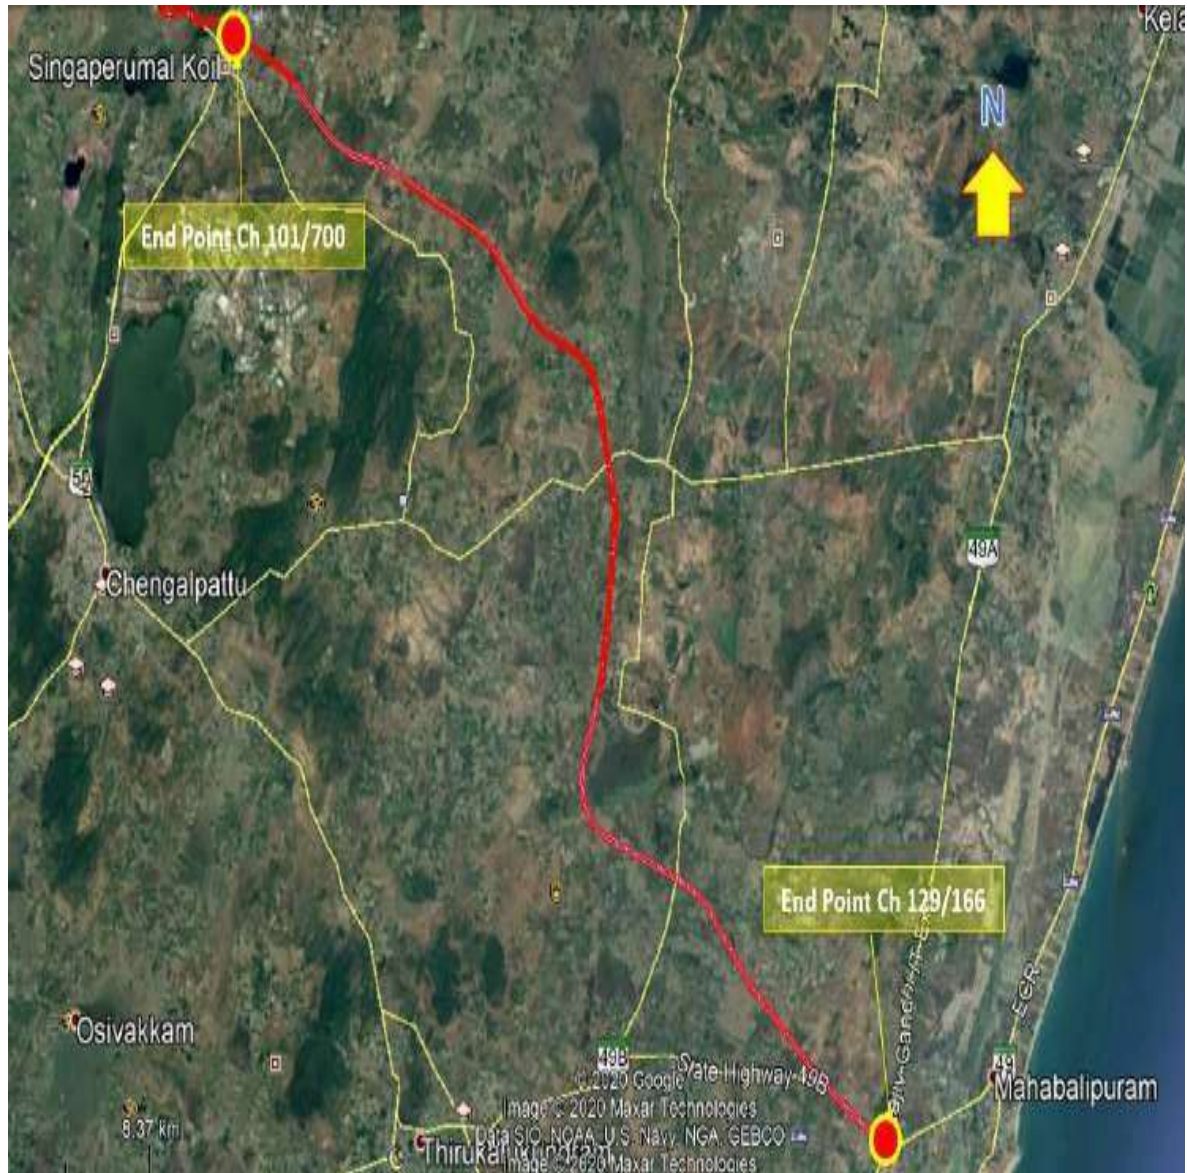 Kela
Singaperumal Koil
N
End Point Ch 101/700
49A
Chengalpattu
End Point Ch 129/166
ECR
Osivakkam
49B
State Highway 49B
49
Mahabalipuram
© 2020 Google
Image © 2020 Maxar Technologies
8.37 km
Data SIO, NOAA, U.S. Navy, NGA, GEBCO
Image © 2020 Maxar Technologies